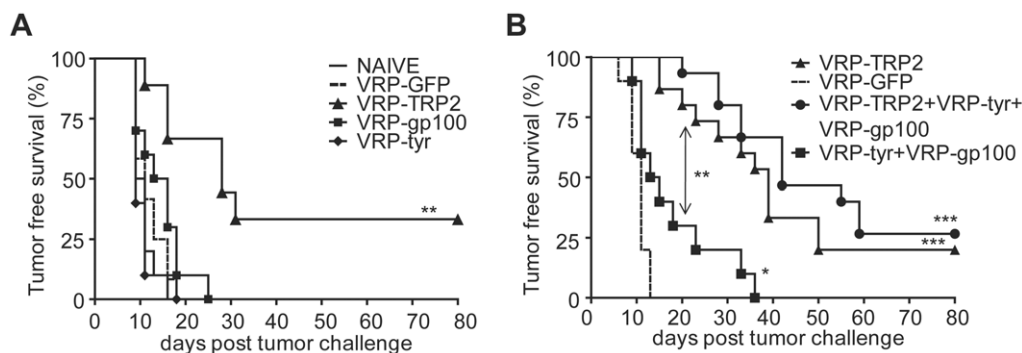 A
Tumor free survival (%)
100
75
50
25
0
0 10 20 30 40 50 60 70 80
days post tumor challenge
NAIVE
VRP-GFP
VRP-TRP2
VRP-gp100
VRP-tyr
**
B
Tumor free survival (%)
100
75
50
25
0
10 20 30 40 50 60 70 80
days post tumor challenge
VRP-TRP2
VRP-GFP
VRP-TRP2+VRP-tyr+
VRP-gp100
VRP-tyr+VRP-gp100
**
***
***
*